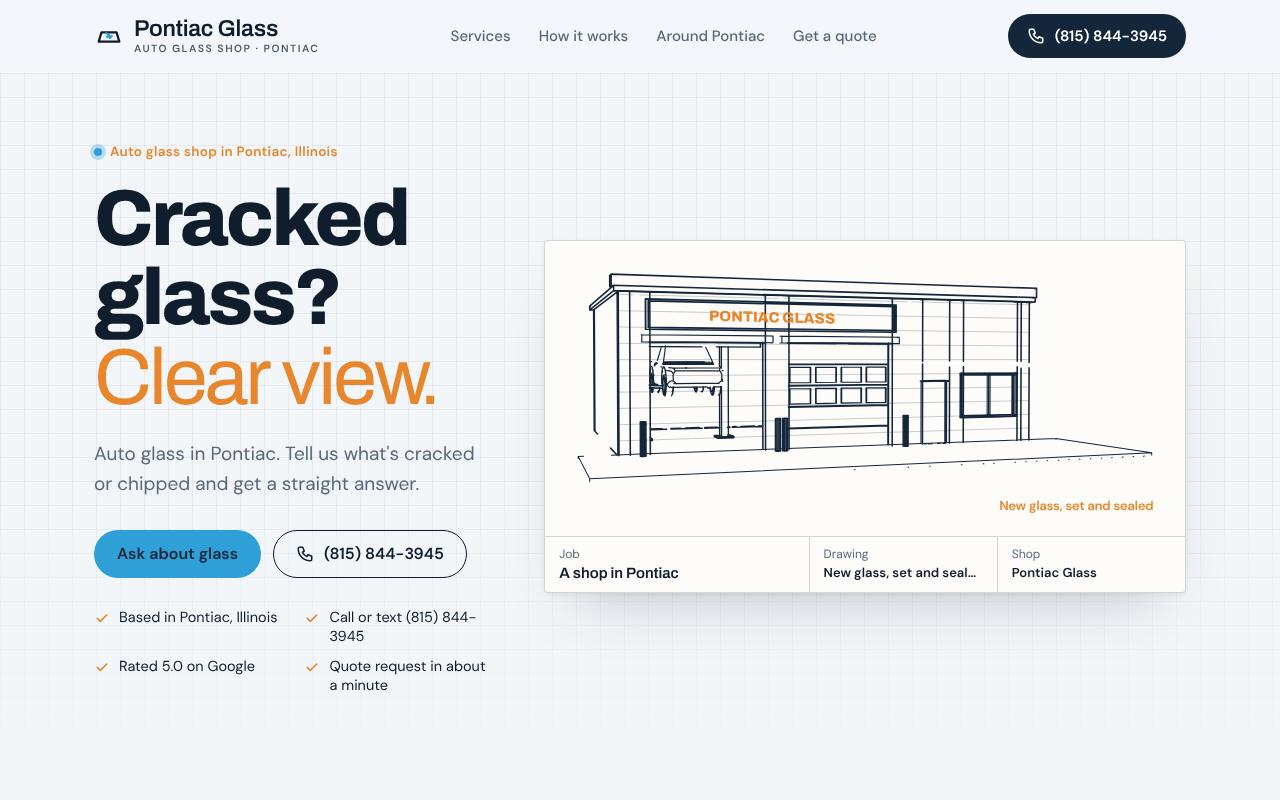 Pontiac Glass
AUTO GLASS SHOP · PONTIAC
Services
How it works
Around Pontiac
Get a quote
(815) 844-3945
Auto glass shop in Pontiac, Illinois
Cracked
glass?
Clear view.
Auto glass in Pontiac. Tell us what's cracked
or chipped and get a straight answer.
Ask about glass
(815) 844-3945
Based in Pontiac, Illinois
Call or text (815) 844-
3945
Rated 5.0 on Google
Quote request in about
a minute
PONTIAC GLASS
New glass, set and sealed
Job
A shop in Pontiac
Drawing
New glass, set and seal...
Shop
Pontiac Glass